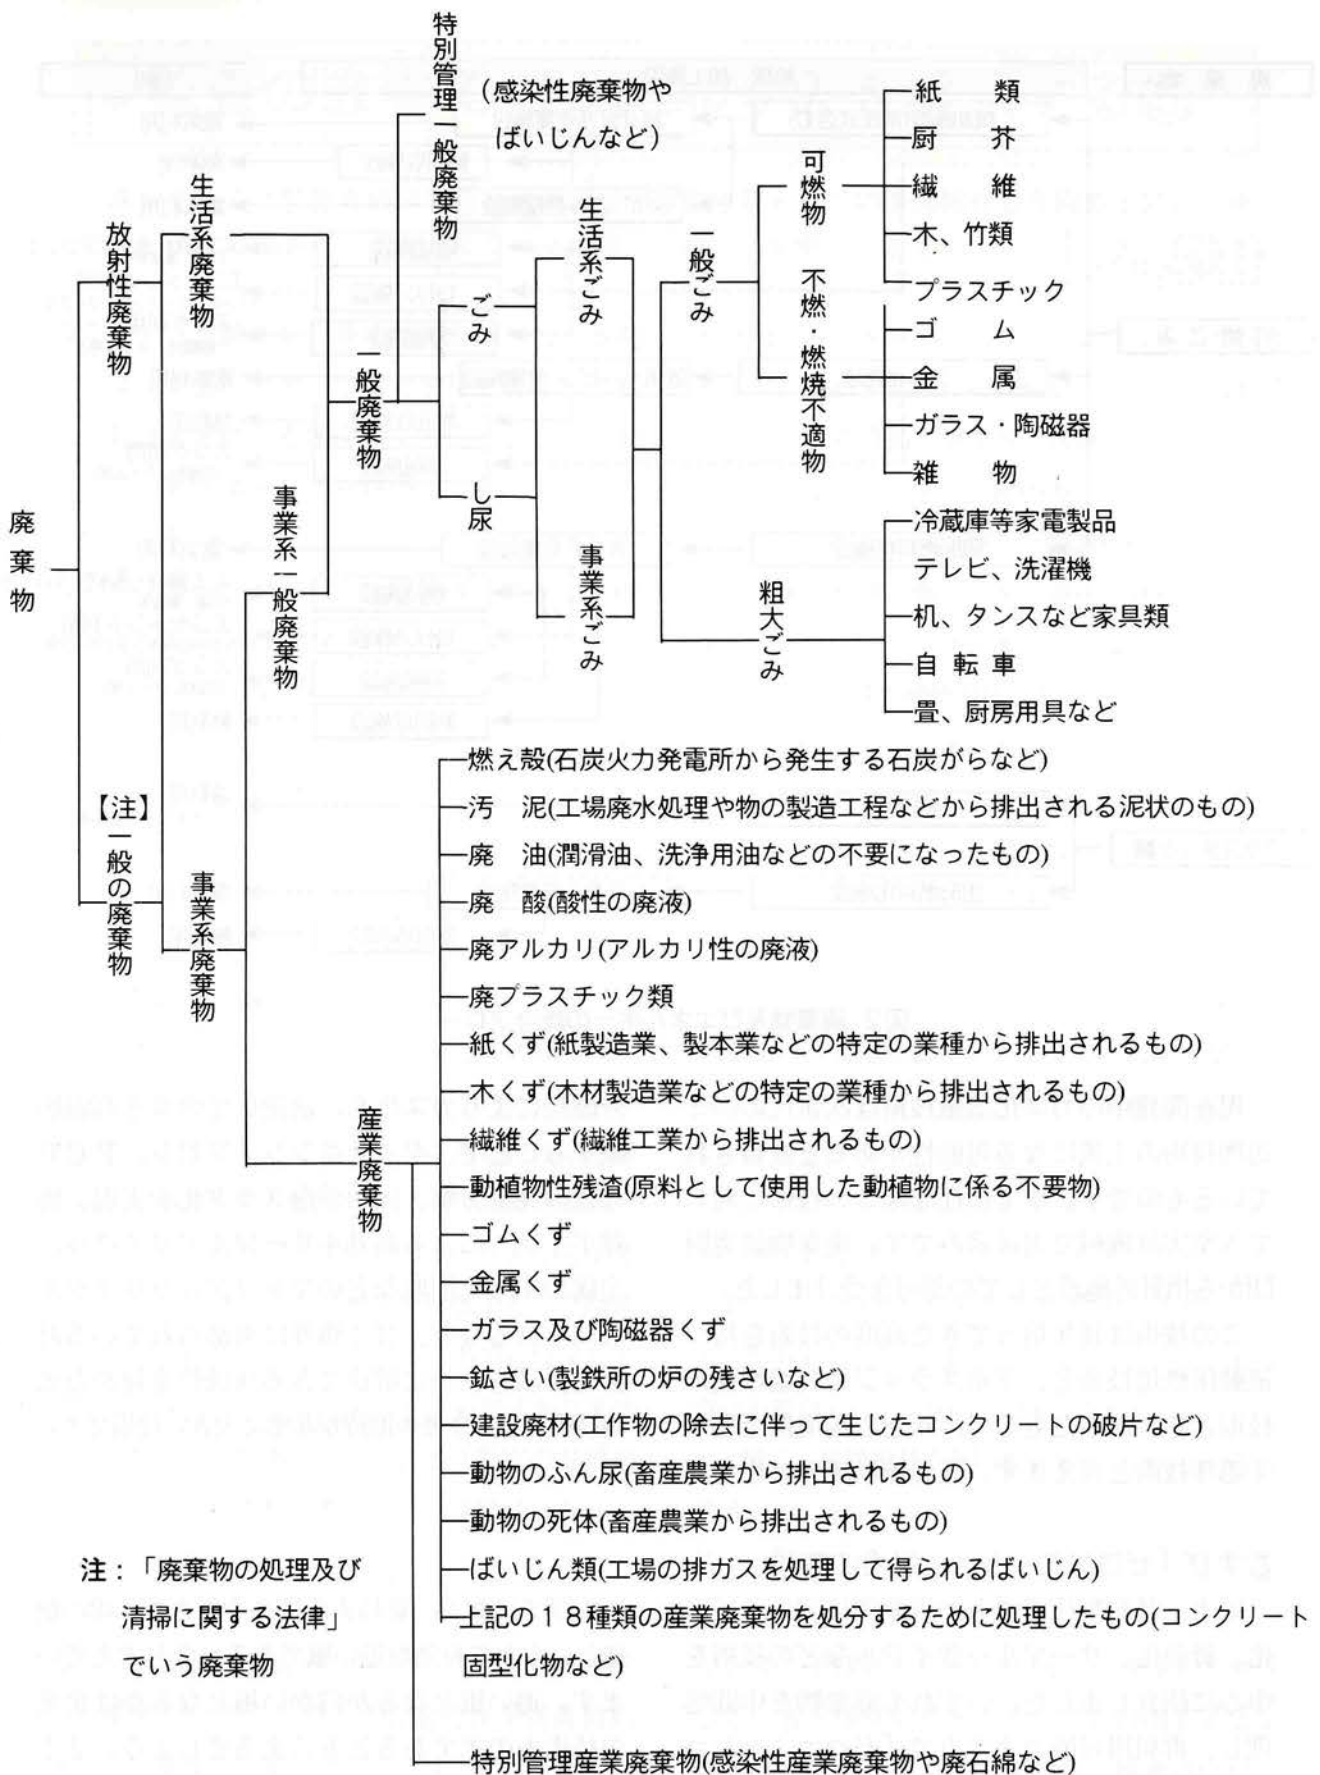 廃棄物
放射性廃棄物
【注】
一般の廃棄物
生活系廃棄物
事業系廃棄物
事業系一般廃棄物
一般廃棄物
特別管理一般廃棄物
(感染性廃棄物や
ばいじんなど)
ごみ
し尿
生活系ごみ
事業系ごみ
一般ごみ
粗大ごみ
可燃物
不燃・燃焼不適物
紙 類
厨 芥
繊 維
木、竹類
プラスチック
ゴ ム
金 属
ガラス・陶磁器
雑 物
冷蔵庫等家電製品
テレビ、洗濯機
机、タンスなど家具類
自 転 車
畳、厨房用具など
産業廃棄物
燃え殻(石炭火力発電所から発生する石炭がらなど)
汚 泥(工場廃水処理や物の製造工程などから排出される泥状のもの)
廃 油(潤滑油、洗浄用油などの不要になったもの)
廃 酸(酸性の廃液)
廃アルカリ(アルカリ性の廃液)
廃プラスチック類
紙くず(紙製造業、製本業などの特定の業種から排出されるもの)
木くず(木材製造業などの特定の業種から排出されるもの)
繊維くず(繊維工業から排出されるもの)
動植物性残渣(原料として使用した動植物に係る不要物)
ゴムくず
金属くず
ガラス及び陶磁器くず
鉱さい(製鉄所の炉の残さいなど)
建設廃材(工作物の除去に伴って生じたコンクリートの破片など)
動物のふん尿(畜産農業から排出されるもの)
動物の死体(畜産農業から排出されるもの)
ばいじん類(工場の排ガスを処理して得られるばいじん)
上記の18種類の産業廃棄物を処分するために処理したもの(コンクリート
固型化物など)
特別管理産業廃棄物(感染性産業廃棄物や廃石綿など)
注：「廃棄物の処理及び
清掃に関する法律」
でいう廃棄物